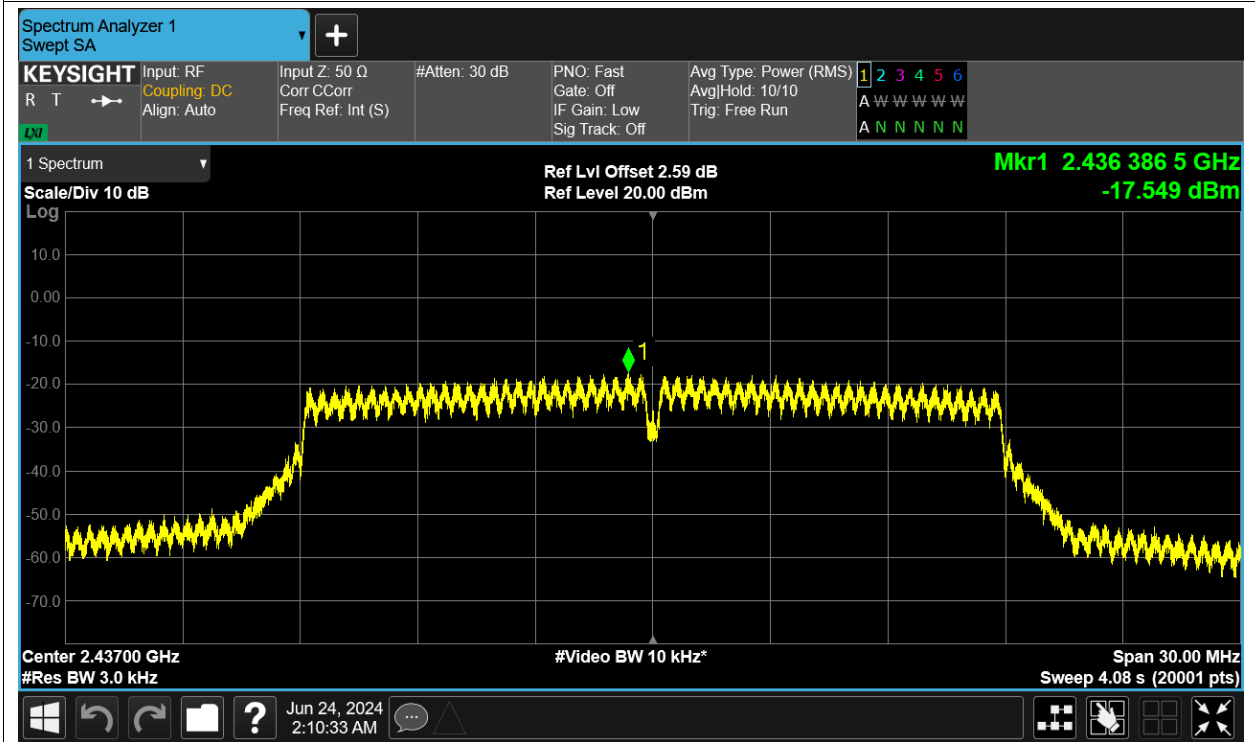 Spectrum Analyzer 1
Swept SA
+
KEYSIGHT
R T
LXI
Input: RF
Coupling: DC
Align: Auto
Input Z: 50 Ω
Corr CCorr
Freq Ref: Int (S)
#Atten: 30 dB
PNO: Fast
Gate: Off
IF Gain: Low
Sig Track: Off
Avg Type: Power (RMS)
Avg|Hold: 10/10
Trig: Free Run
1 2 3 4 5 6
A W W W W W
A N N N N N
1 Spectrum
Scale/Div 10 dB
Log
Ref Lvl Offset 2.59 dB
Ref Level 20.00 dBm
Mkr1 2.436 386 5 GHz
-17.549 dBm
10.0
0.00
-10.0
-20.0
-30.0
-40.0
-50.0
-60.0
-70.0
1
Center 2.43700 GHz
#Res BW 3.0 kHz
#Video BW 10 kHz*
Span 30.00 MHz
Sweep 4.08 s (20001 pts)
?
Jun 24, 2024
2:10:33 AM